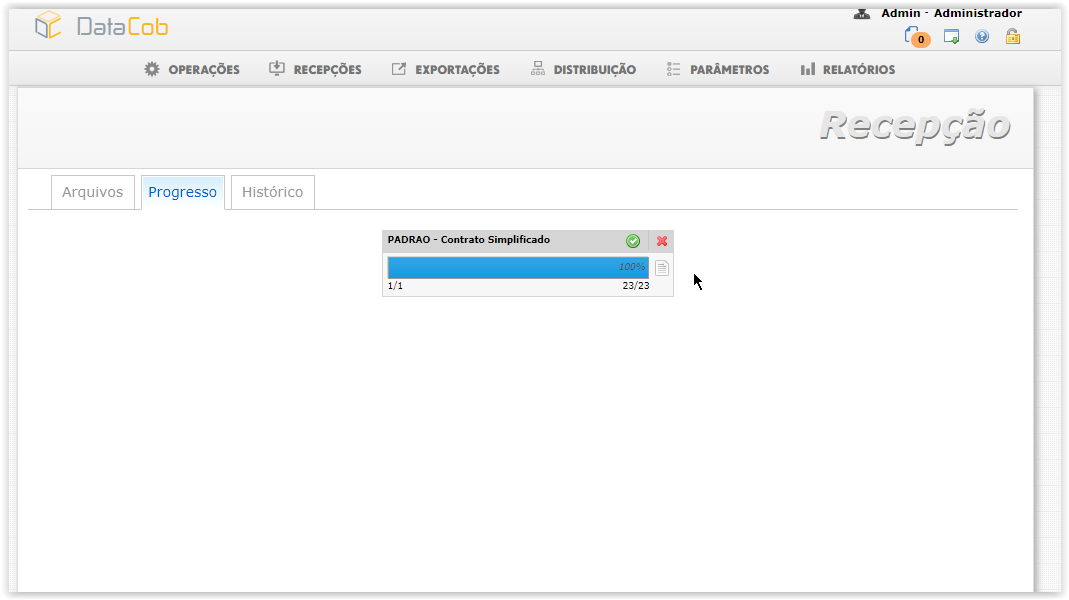 DataCob
Admin - Administrador
0
OPERAÇÕES RECEPÇÕES EXPORTAÇÕES DISTRIBUIÇÃO PARÂMETROS RELATÓRIOS
Recepção
Arquivos Progresso Histórico
PADRAO - Contrato Simplificado
100%
1/1 23/23